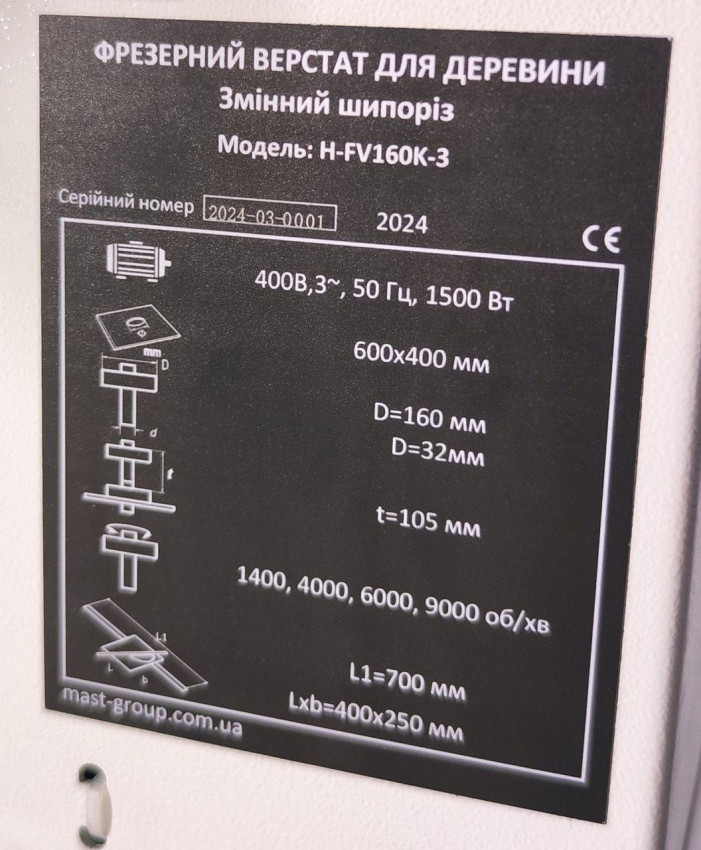 ФРЕЗЕРНИЙ ВЕРСТАТ ДЛЯ ДЕРЕВИНИ
Змінний шипоріз
Модель: H-FV160K-3
Серійний номер 2024-03-0001 2024
CE
400В,3~, 50 Гц, 1500 Вт
600x400 мм
mm
D
D=160 мм
D=32мм
d
t
t=105 мм
1400, 4000, 6000, 9000 об/хв
L1
L
b
L1=700 мм
Lxb=400x250 мм
mast-group.com.ua